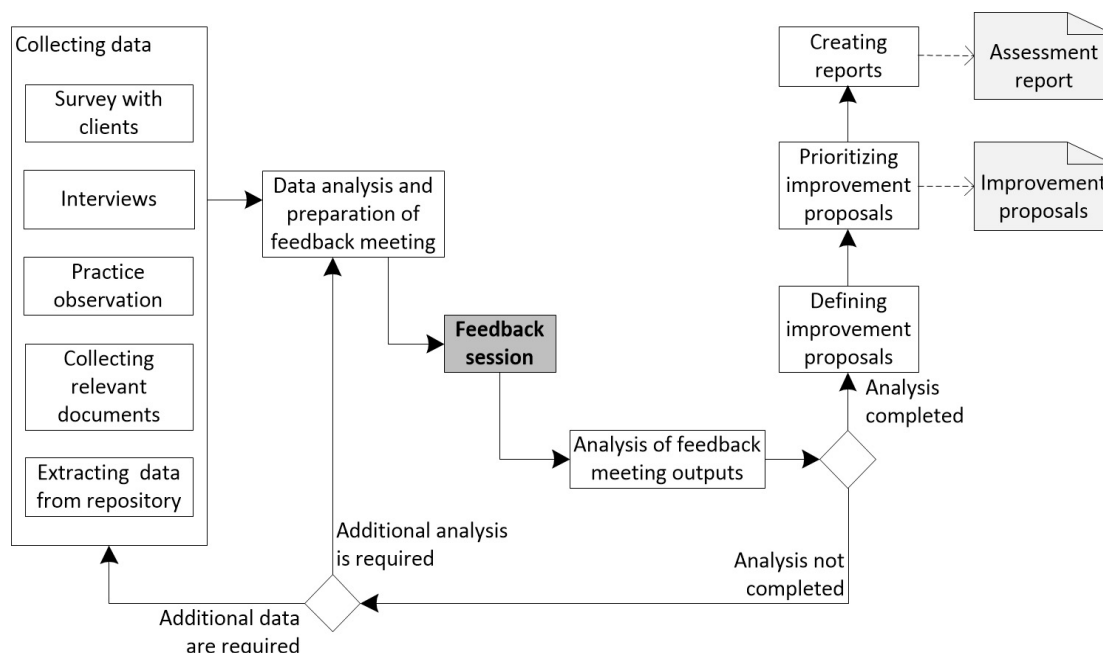 Collecting data
Survey with
clients
Interviews
Practice
observation
Collecting
relevant
documents
Extracting data
from repository
Data analysis and
preparation of
feedback meeting
Feedback
session
Analysis of feedback
meeting outputs
Creating
reports
Assessment
report
Prioritizing
improvement
proposals
Improvement
proposals
Defining
improvement
proposals
Analysis
completed
Analysis not
completed
Additional analysis
is required
Additional data
are required